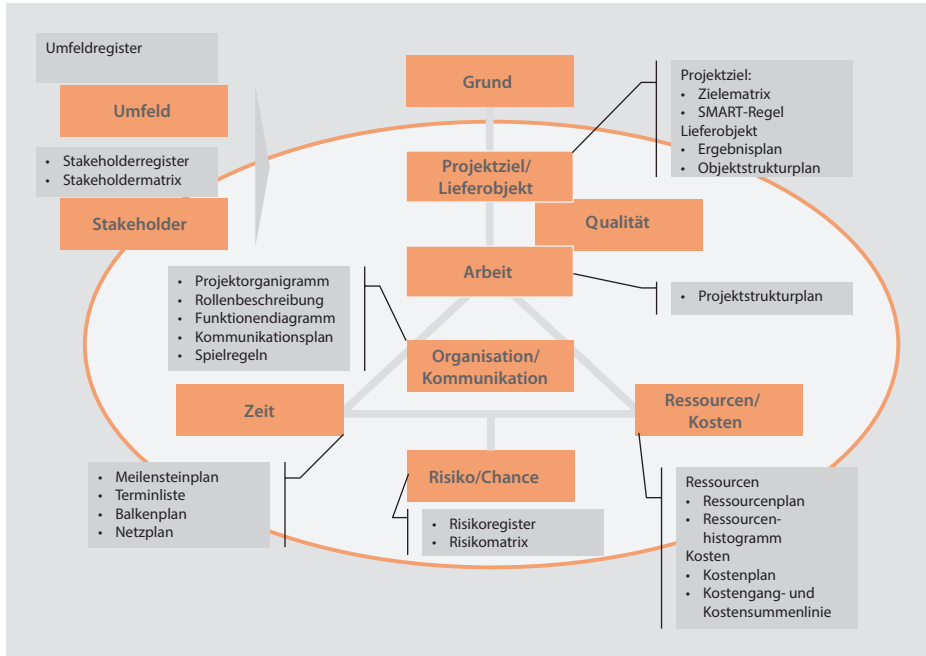 Umfeldregister
Umfeld
• Stakeholderregister
• Stakeholdermatrix
Stakeholder
Grund
Projektziel:
• Zielematrix
• SMART-Regel
Lieferobjekt
• Ergebnisplan
• Objektstrukturplan
Projektziel/
Lieferobjekt
Qualität
Arbeit
• Projektstrukturplan
• Projektorganigramm
• Rollenbeschreibung
• Funktionendiagramm
• Kommunikationsplan
• Spielregeln
Organisation/
Kommunikation
Zeit
Ressourcen/
Kosten
• Meilensteinplan
• Terminliste
• Balkenplan
• Netzplan
Risiko/Chance
• Risikoregister
• Risikomatrix
Ressourcen
• Ressourcenplan
• Ressourcen-
histogramm
Kosten
• Kostenplan
• Kostengang- und
Kostensummenlinie